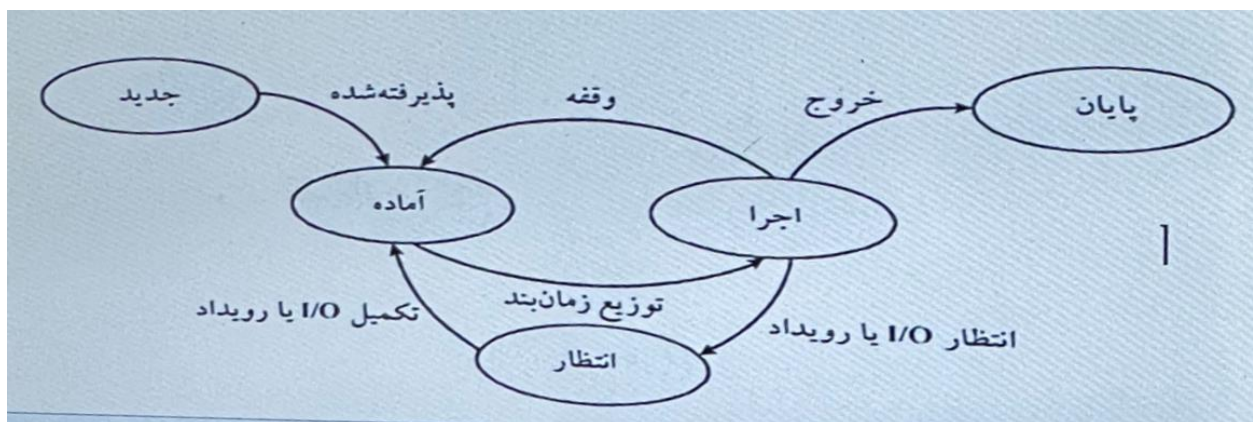 جدید
پذیرفته‌شده
وقفه
خروج
پایان
آماده
اجرا
توزیع زمان‌بند
تکمیل I/O یا رویداد
انتظار I/O یا رویداد
انتظار